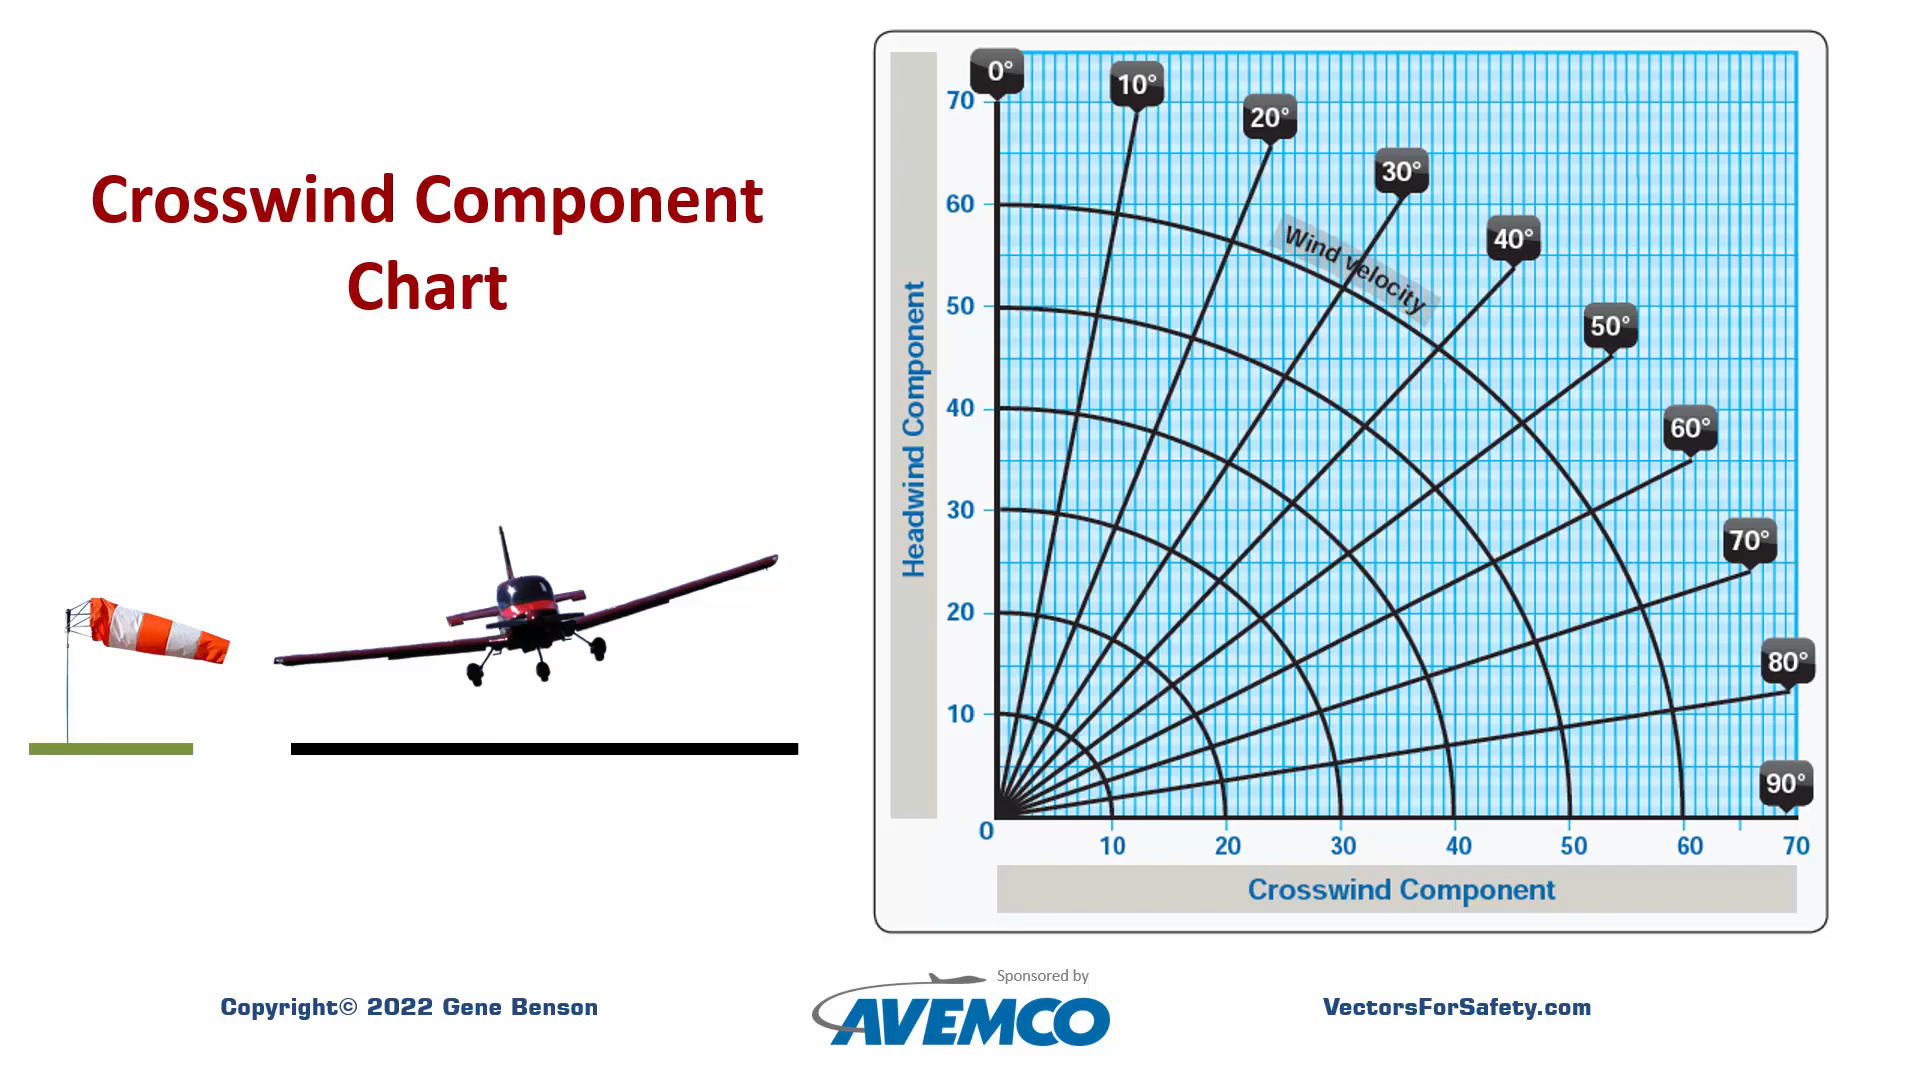 Crosswind Component
Chart
0°
10°
20°
30°
40°
50°
60°
70°
80°
90°
Wind velocity
Headwind Component
70
60
50
40
30
20
10
0
10
20
30
40
50
60
70
Crosswind Component
Copyright© 2022 Gene Benson
Sponsored by
AVEMCO
VectorsForSafety.com